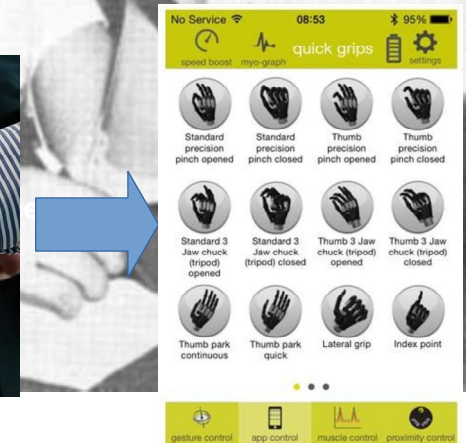 No Service 08:53 95%
quick grips
speed boost myo-graph settings
Standard Standard Thumb Thumb
precision precision precision precision
pinch opened pinch closed pinch opened pinch closed
Standard 3 Standard 3 Thumb 3 Jaw Thumb 3 Jaw
Jaw chuck Jaw chuck chuck (tripod) chuck (tripod)
(tripod) (tripod) closed opened closed
opened
Thumb park Thumb park Lateral grip Index point
continuous quick
gesture control app control muscle control proximity control